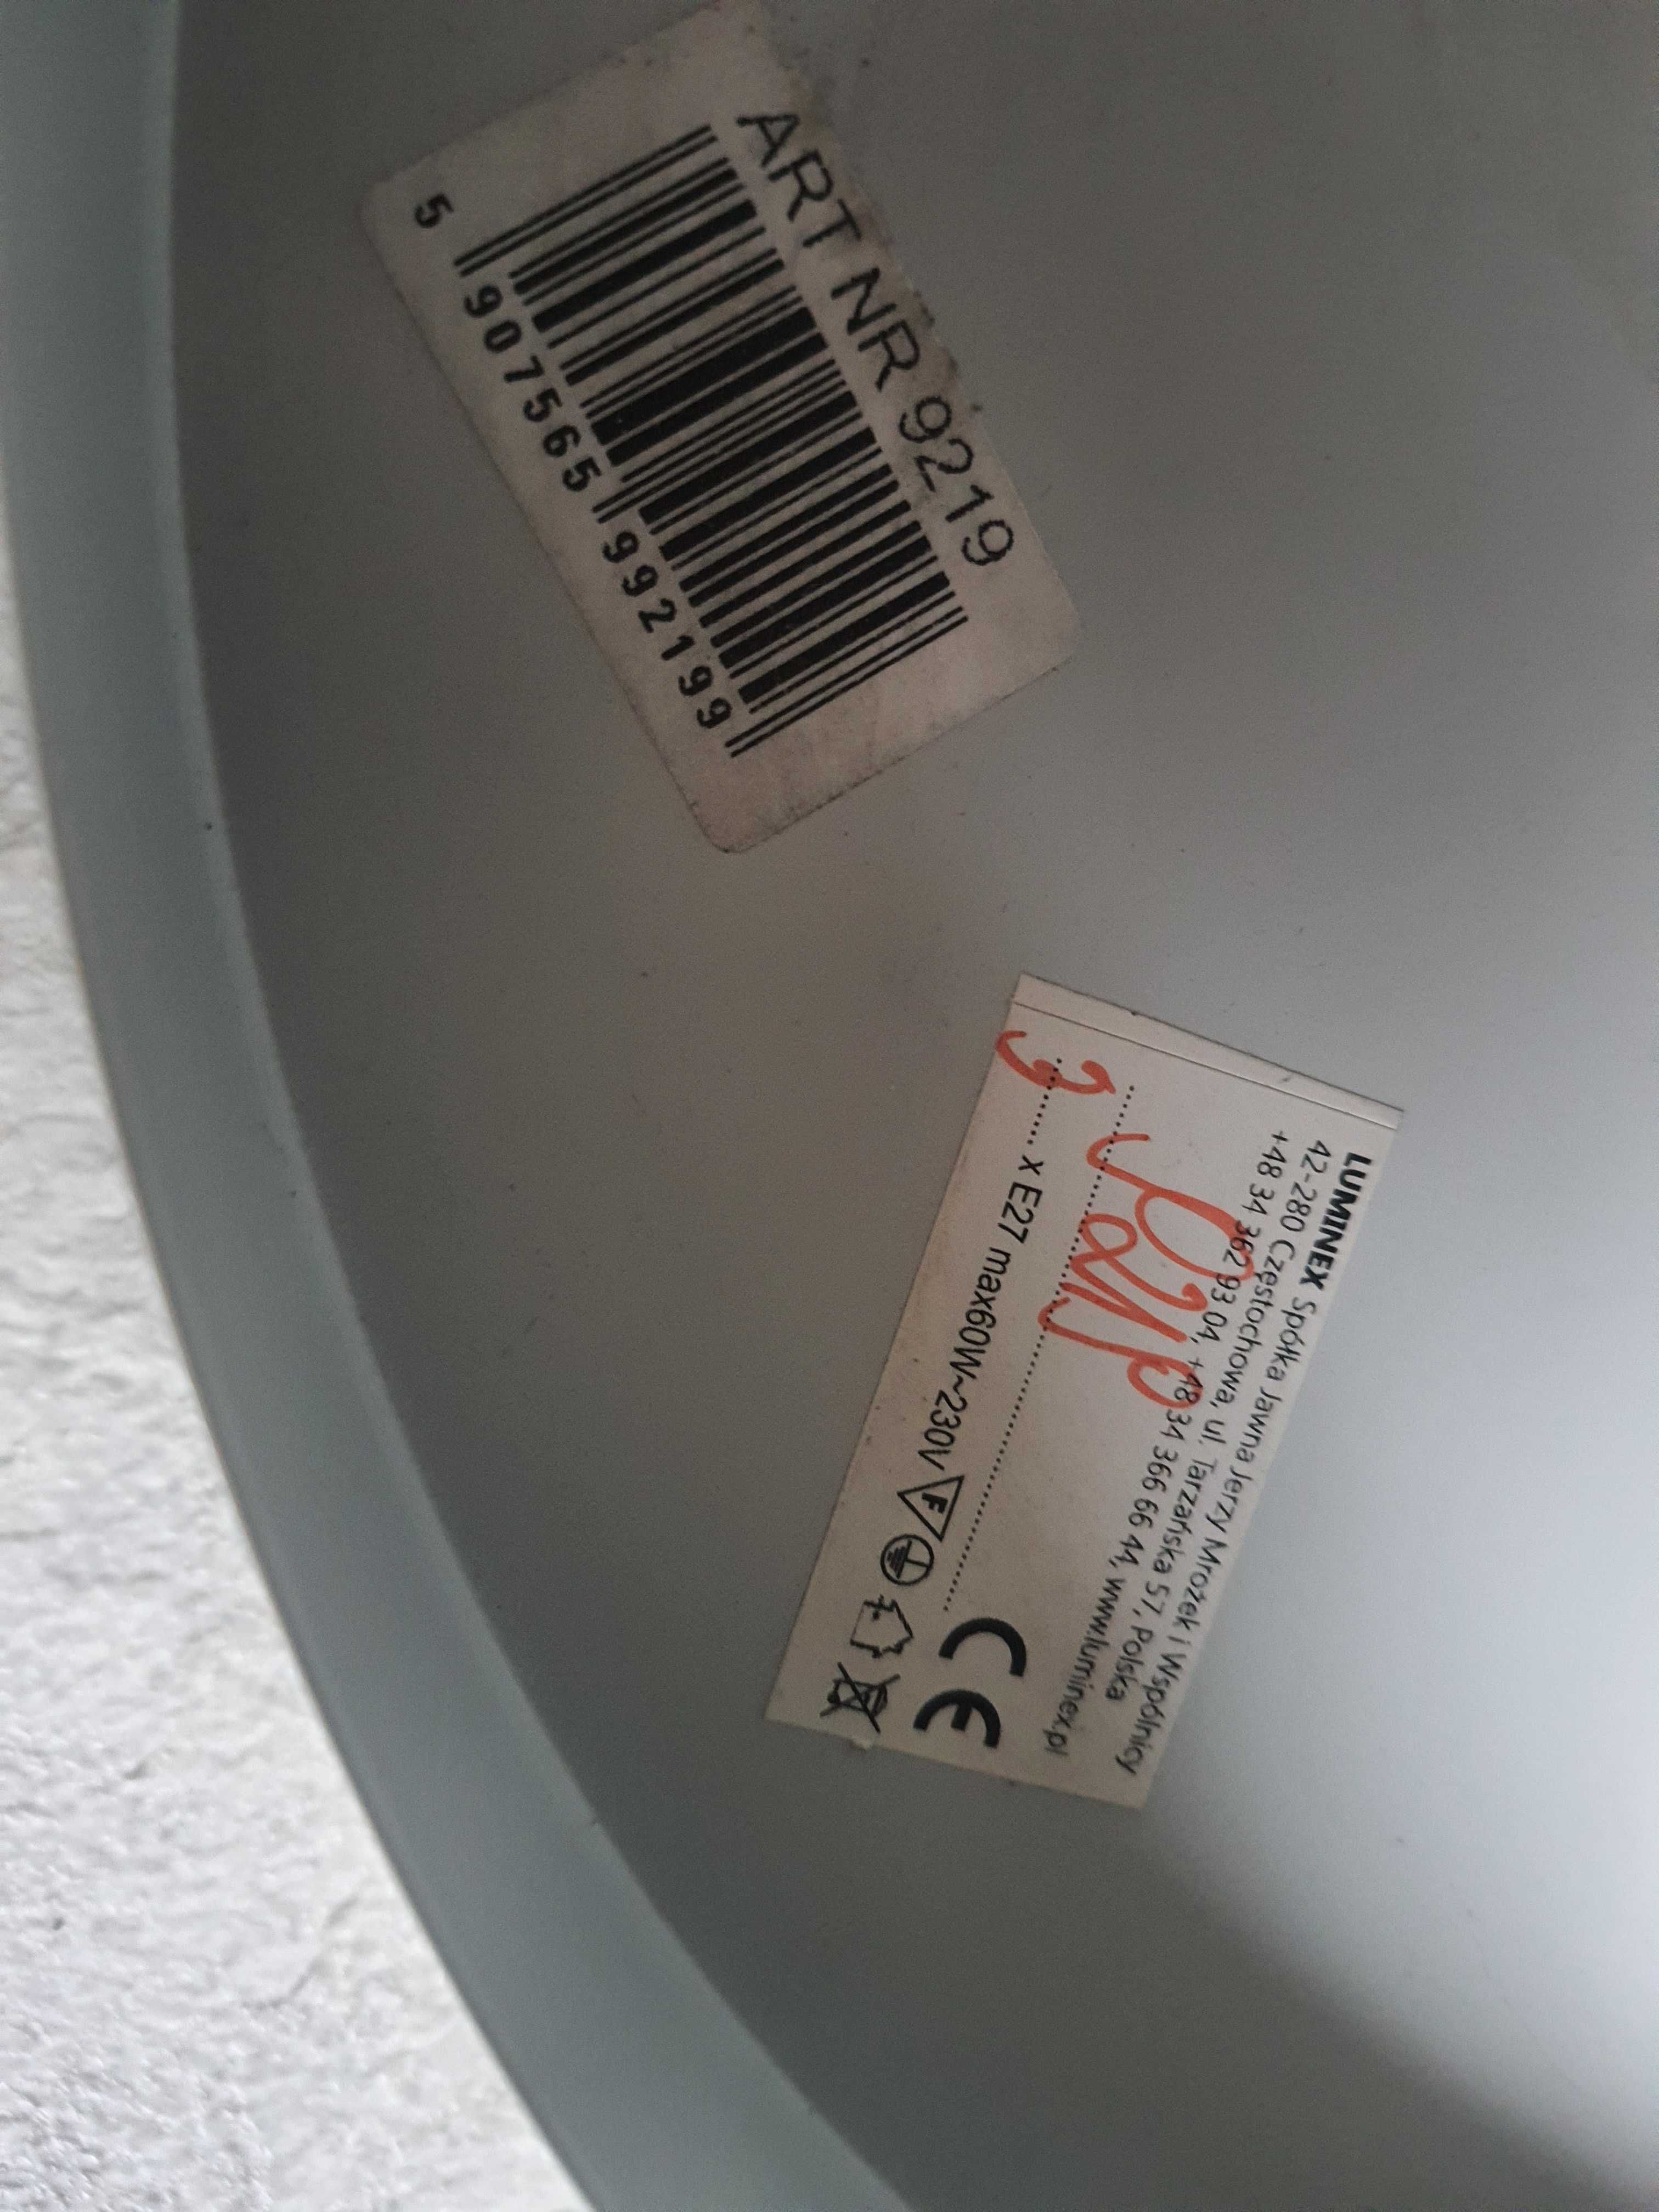 ART NR 9219
5 907565 992199
LUMINEX Spółka Jawna Jerzy Mrożek i Wspólnicy
42-280 Częstochowa, ul. Tarzańska 57, Polska
+48 34 362 93 04, +48 34 366 66 44, www.luminex.pl
CE
3 x E27 max60W~230V F